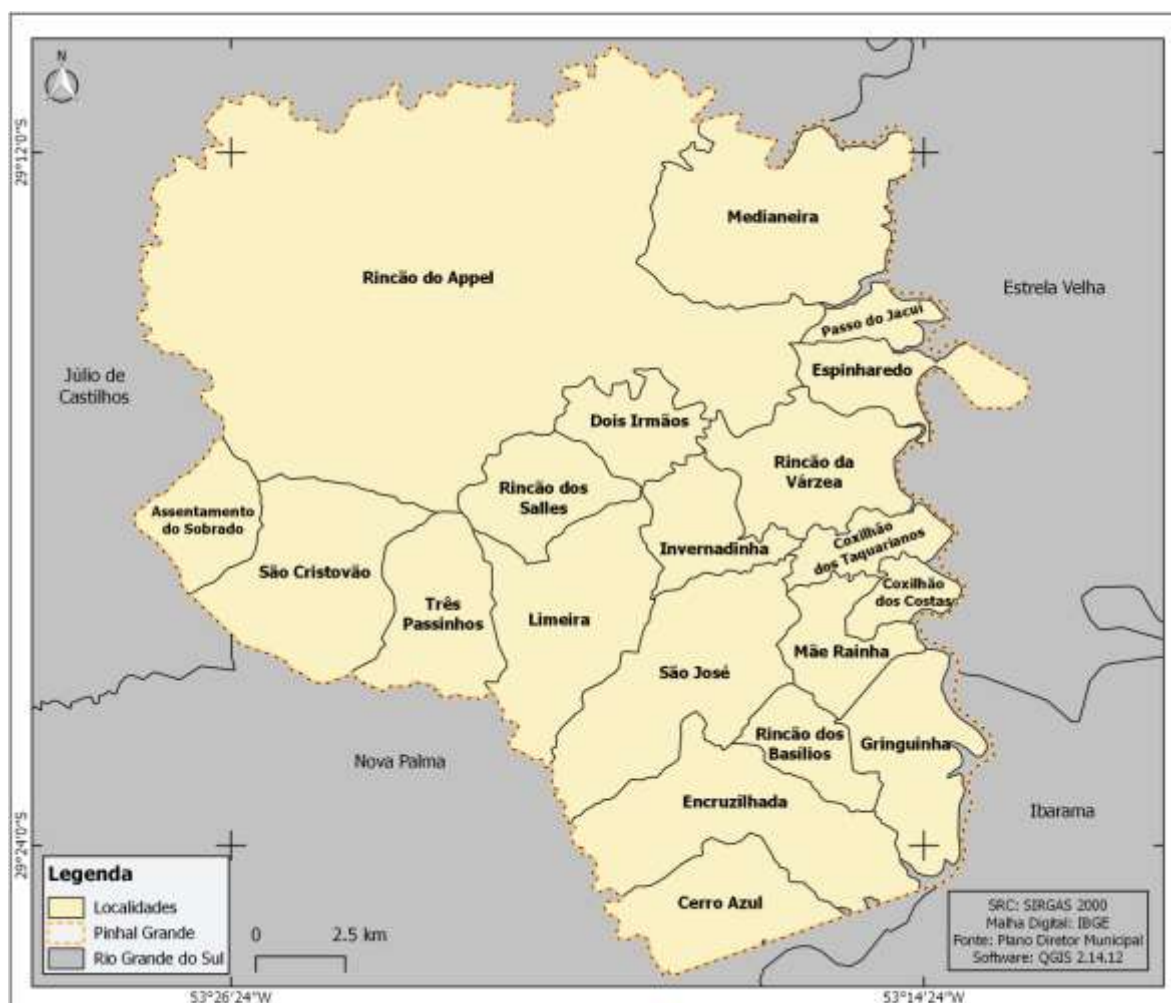 N
29°12'0"S
Medianeira
Rincão do Appel
Estrela Velha
Passo do Jacuí
Júlio de
Castilhos
Espinharedo
Dois Irmãos
Rincão da
Várzea
Rincão dos
Salles
Assentamento
do Sobrado
Coxilhão
dos Taquarianos
Invernadinha
São Cristovão
Coxilhão
dos Costas
Três
Passinhos
Limeira
Mãe Rainha
São José
Rincão dos
Basílios
Gringuinha
Nova Palma
Encruzilhada
Ibarama
29°24'0"S
Cerro Azul
Legenda
Localidades
Pinhal Grande
Rio Grande do Sul
0 2.5 km
SRC: SIRGAS 2000
Malha Digital: IBGE
Fonte: Plano Diretor Municipal
Software: QGIS 2.14.12
53°26'24"W
53°14'24"W